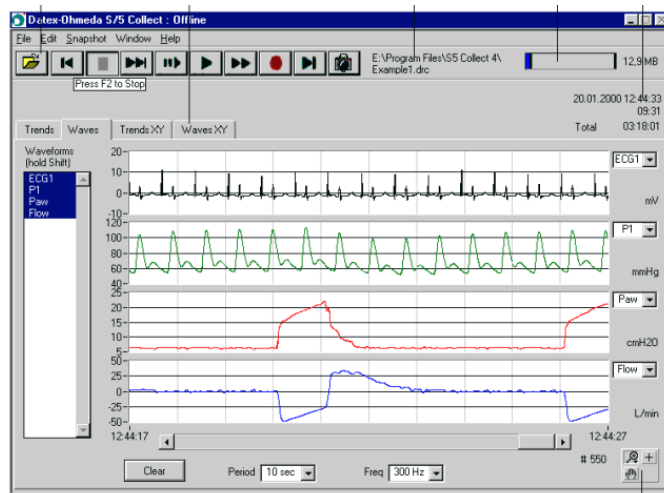 Datex-Ohmeda S/5 Collect : Offline
File Edit Snapshot Window Help
E:\Program Files\S5 Collect 4\
Example1.drc
12,9 MB
Press F2 to Stop
20.01.2000 12:44:33
09:31
Total 03:18:01
Trends Waves Trends XY Waves XY
Waveforms
(hold Shift)
ECG1
P1
Paw
Flow
20
10
0
-10
ECG1
mV
120
100
80
60
40
P1
mmHg
25
20
15
10
5
Paw
cmH2O
50
25
0
-25
-50
Flow
L/min
12:44:17 12:44:27
# 550
Clear Period 10 sec Freq 300 Hz